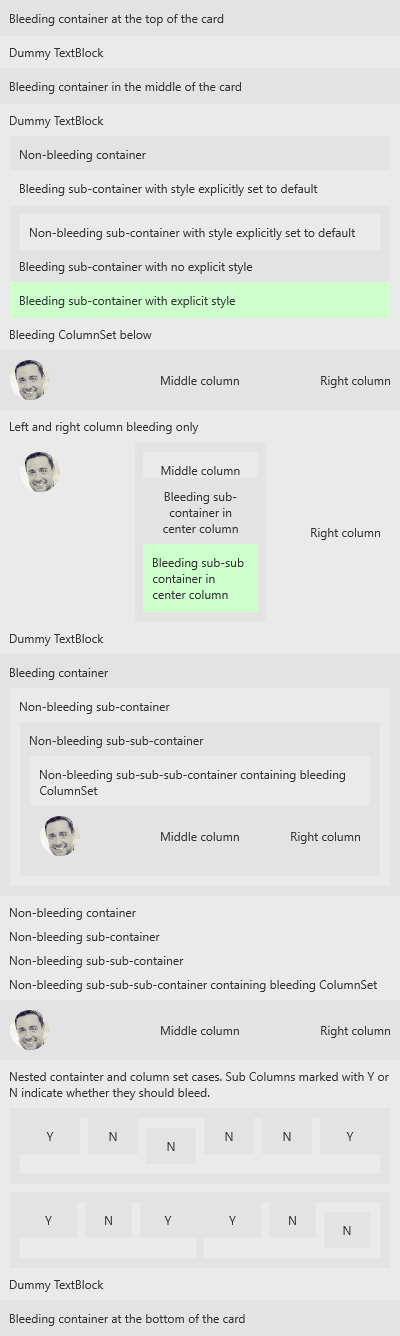 Bleeding container at the top of the card
Dummy TextBlock
Bleeding container in the middle of the card
Dummy TextBlock
Non-bleeding container
Bleeding sub-container with style explicitly set to default
Non-bleeding sub-container with style explicitly set to default
Bleeding sub-container with no explicit style
Bleeding sub-container with explicit style
Bleeding ColumnSet below
Middle column
Right column
Left and right column bleeding only
Middle column
Bleeding sub-
container in
center column
Right column
Bleeding sub-sub
container in
center column
Dummy TextBlock
Bleeding container
Non-bleeding sub-container
Non-bleeding sub-sub-container
Non-bleeding sub-sub-sub-container containing bleeding
ColumnSet
Middle column
Right column
Non-bleeding container
Non-bleeding sub-container
Non-bleeding sub-sub-container
Non-bleeding sub-sub-sub-container containing bleeding ColumnSet
Middle column
Right column
Nested containter and column set cases. Sub Columns marked with Y or
N indicate whether they should bleed.
Y N N N N Y
Y N Y Y N N
Dummy TextBlock
Bleeding container at the bottom of the card